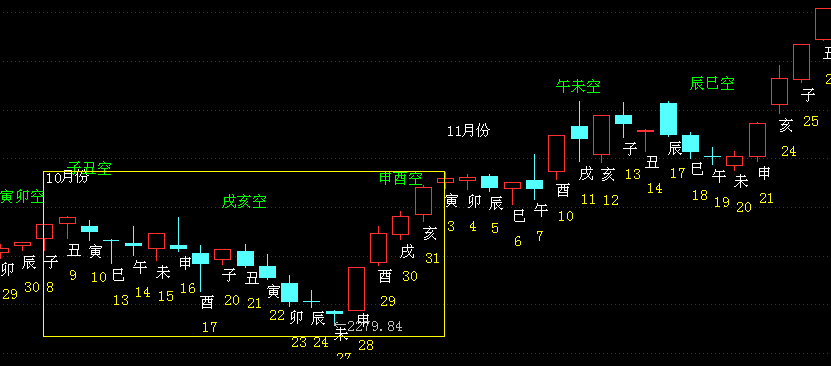 寅卯空
子丑空
戌亥空
申酉空
午未空
辰巳空
10月份
11月份
卯
29
辰
30
子
8
丑
9
寅
10
巳
13
午
14
未
15
申
16
酉
17
子
20
丑
21
寅
22
卯
23
辰
24
未
27
申
28
酉
29
戌
30
亥
31
寅
3
卯
4
辰
5
巳
6
午
7
酉
10
戌
11
亥
12
子
13
丑
14
辰
17
巳
18
午
19
未
20
申
21
亥
24
子
25
丑
←2279.84